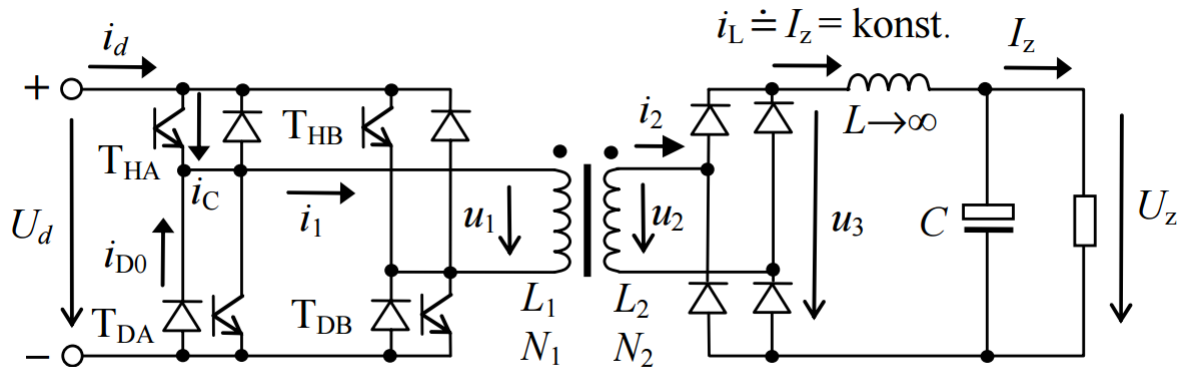 i_d
i_L ≐ I_z = konst.
I_z
+
T_HA
T_HB
i_C
i_1
i_2
L→∞
U_d
i_D0
u_1
u_2
u_3
C
U_z
T_DA
T_DB
L_1
N_1
L_2
N_2
−